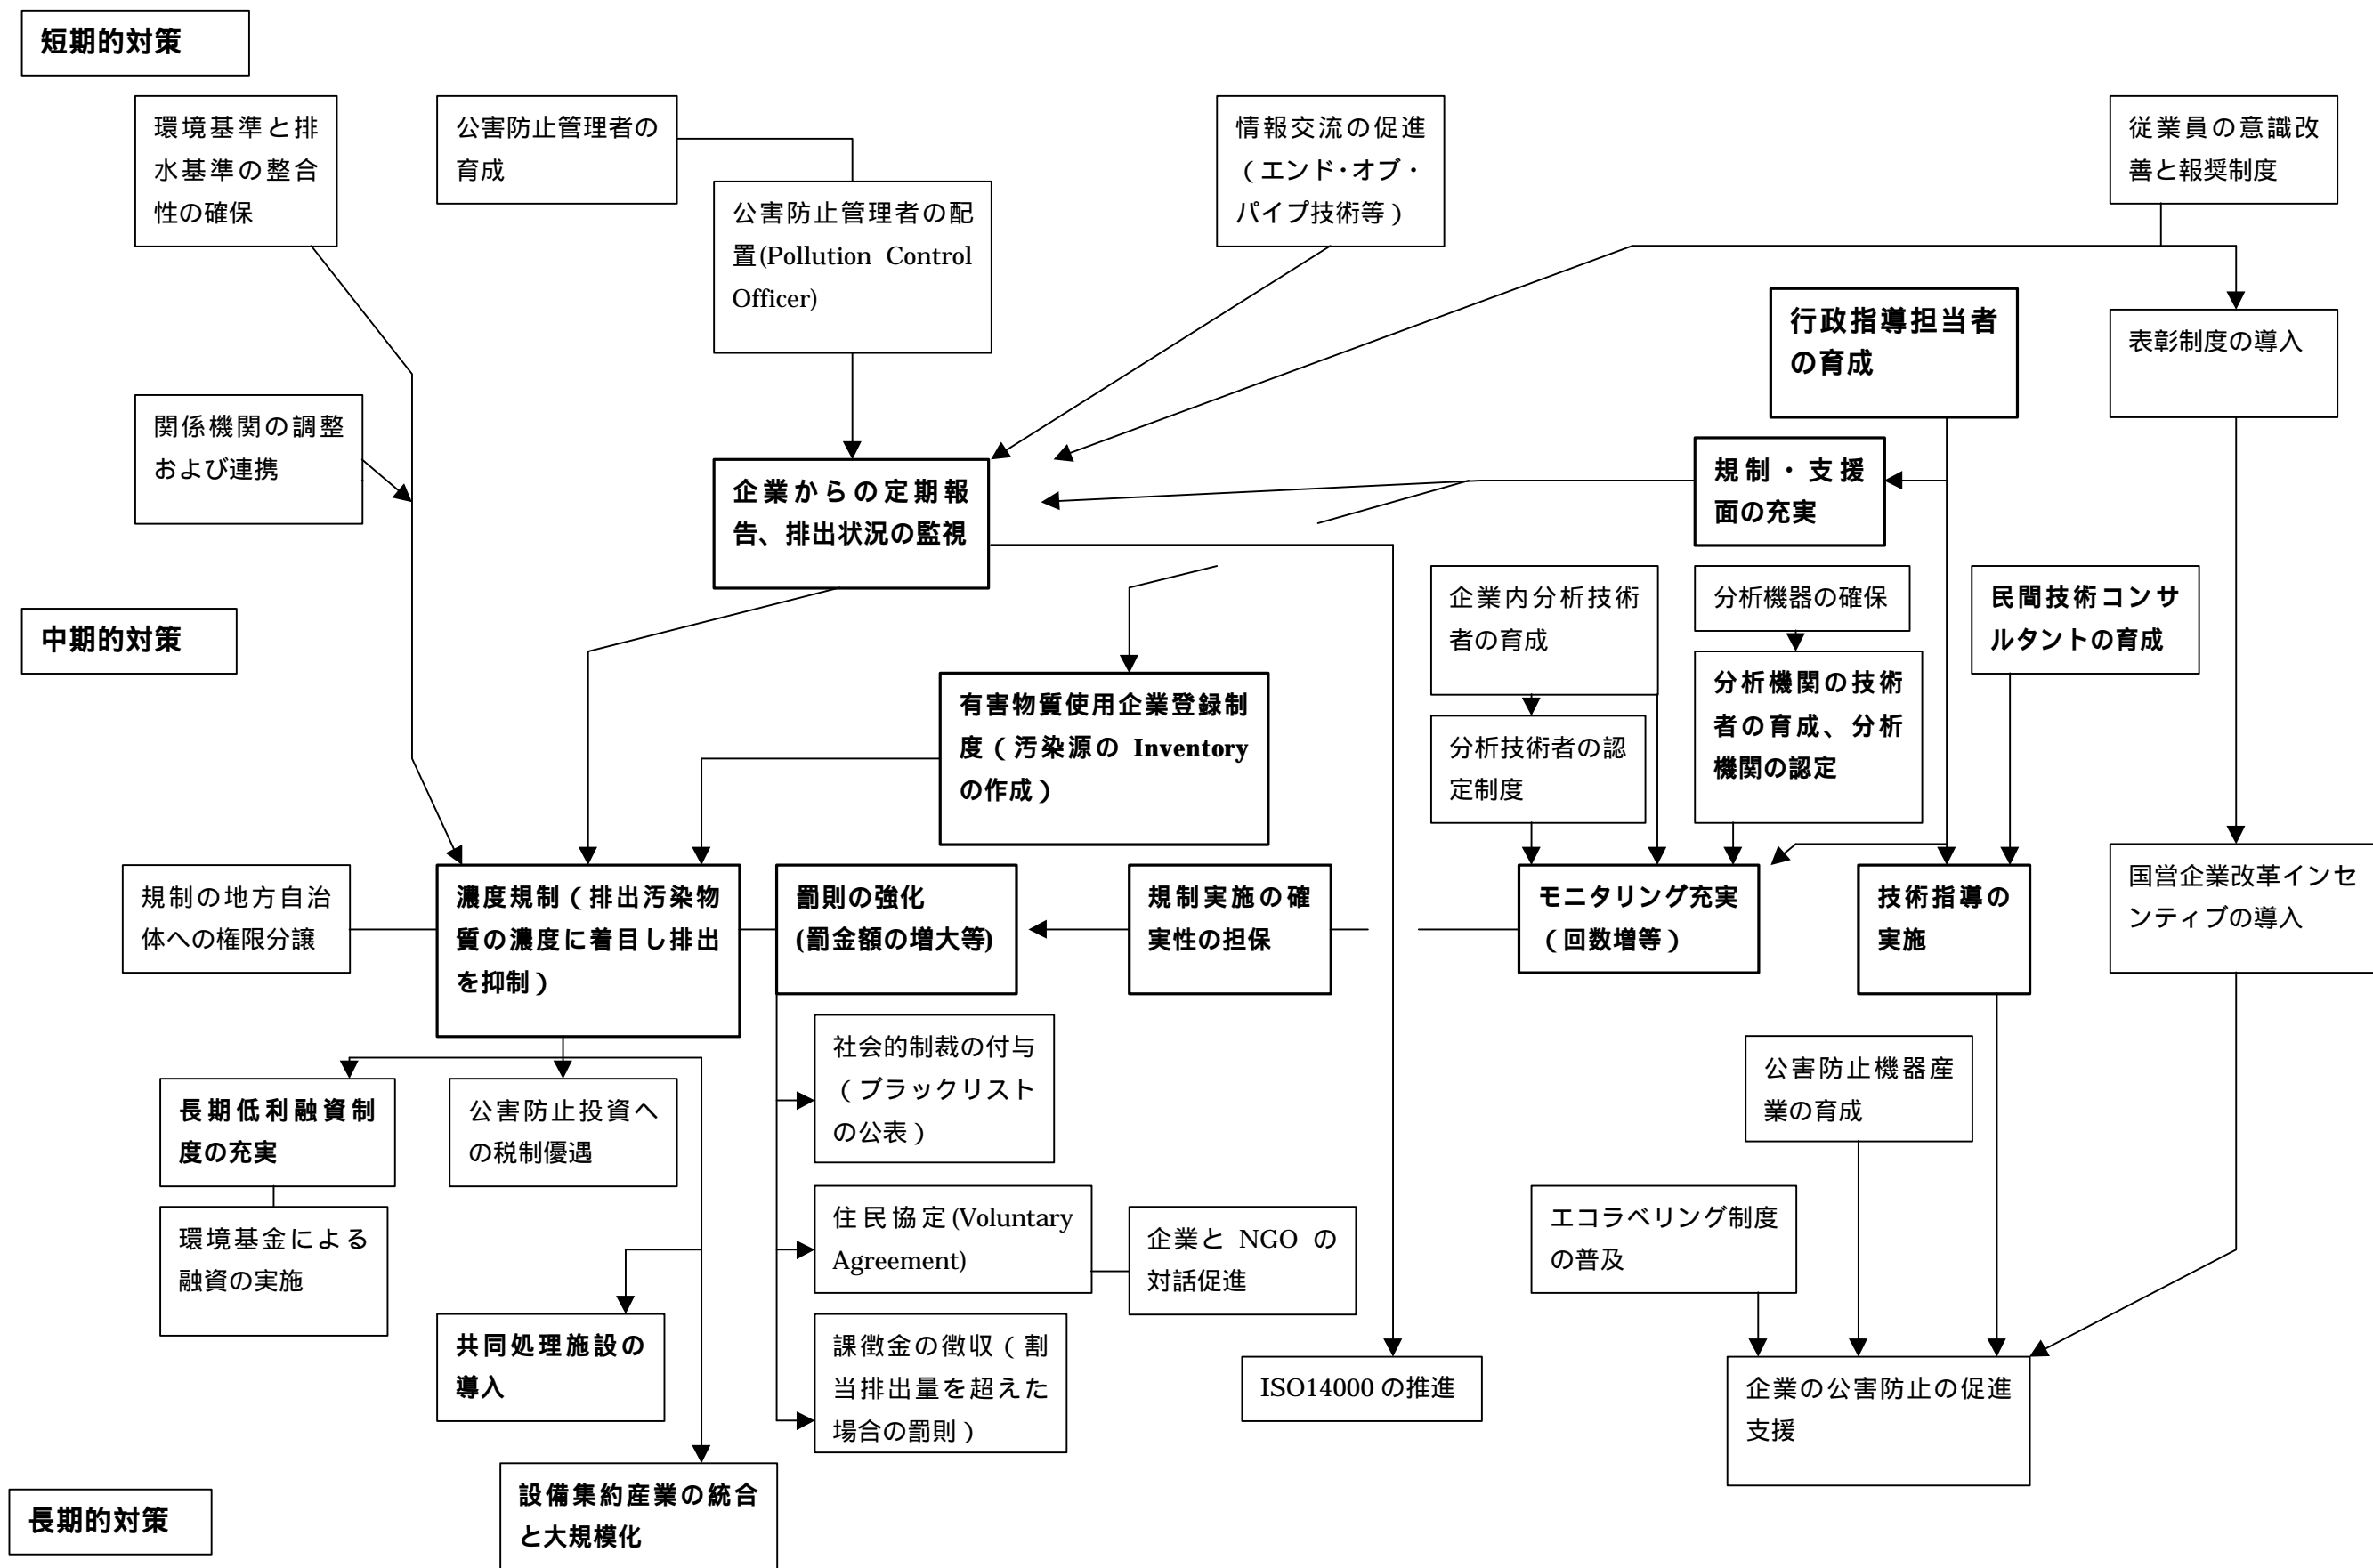 短期的対策
環境基準と排
水基準の整合
性の確保
公害防止管理者の
育成
公害防止管理者の配
置(Pollution Control
Officer)
情報交流の促進
（エンド・オブ・
パイプ技術等）
従業員の意識改
善と報奨制度
行政指導担当者
の育成
表彰制度の導入
関係機関の調整
および連携
企業からの定期報
告、排出状況の監視
規制・支援
面の充実
中期的対策
企業内分析技術
者の育成
分析機器の確保
民間技術コンサ
ルタントの育成
有害物質使用企業登録制
度（汚染源の Inventory
の作成）
分析技術者の認
定制度
分析機関の技術
者の育成、分析
機関の認定
規制の地方自治
体への権限分譲
濃度規制（排出汚染物
質の濃度に着目し排出
を抑制）
罰則の強化
(罰金額の増大等)
規制実施の確
実性の担保
モニタリング充実
（回数増等）
技術指導の
実施
国営企業改革インセ
ンティブの導入
長期低利融資制
度の充実
公害防止投資へ
の税制優遇
社会的制裁の付与
（ブラックリスト
の公表）
公害防止機器産
業の育成
環境基金による
融資の実施
住民協定(Voluntary
Agreement)
企業と NGO の
対話促進
エコラベリング制度
の普及
共同処理施設の
導入
課徴金の徴収（割
当排出量を超えた
場合の罰則）
ISO14000 の推進
企業の公害防止の促進
支援
長期的対策
設備集約産業の統合
と大規模化